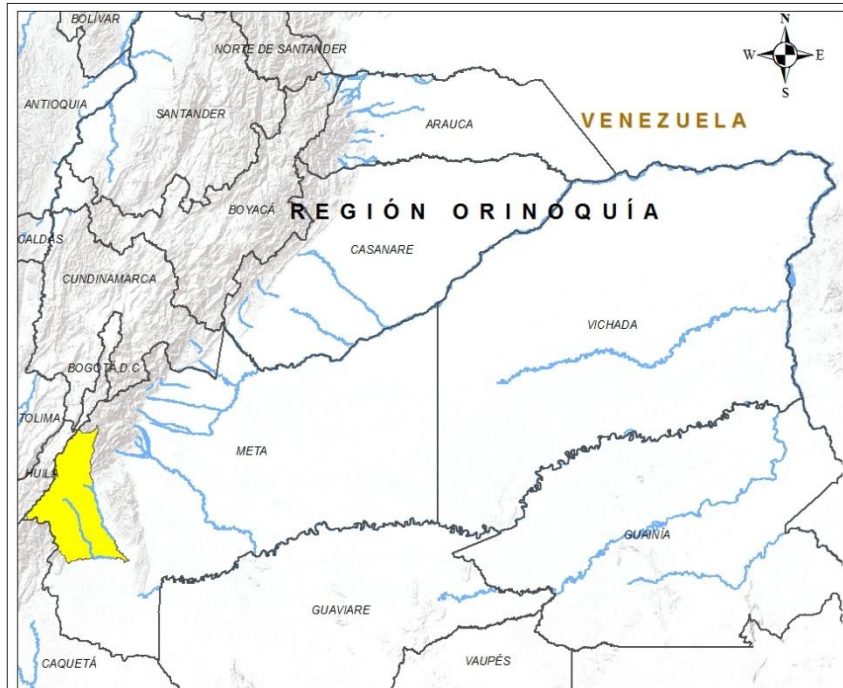 BOLÍVAR
N
NORTE DE SANTANDER
W E
S
ANTIOQUIA
SANTANDER
ARAUCA
VENEZUELA
BOYACÁ
REGIÓN ORINOQUÍA
CALDAS
CASANARE
CUNDINAMARCA
VICHADA
BOGOTÁ, D.C
TOLIMA
META
HUILA
GUAINÍA
GUAVIARE
CAQUETÁ
VAUPÉS